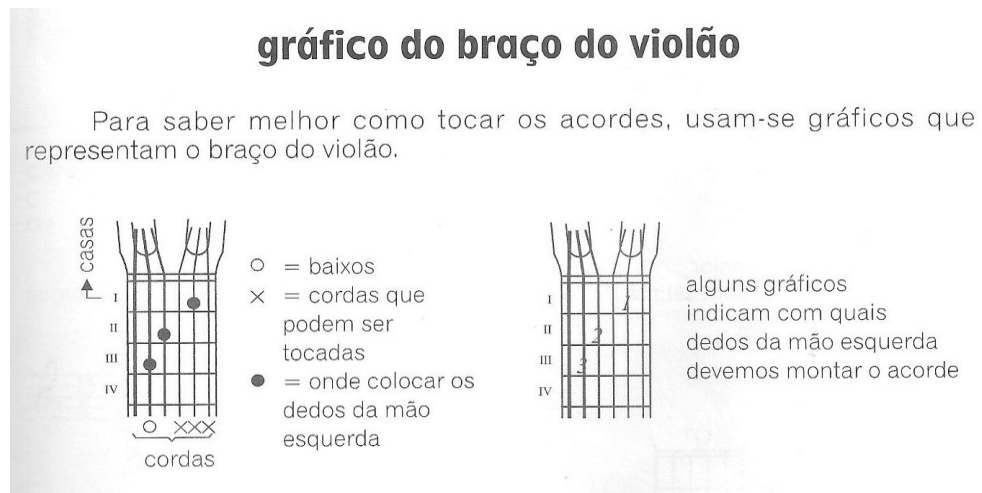 gráfico do braço do violão
Para saber melhor como tocar os acordes, usam-se gráficos que
representam o braço do violão.
casas
I
II
III
IV
cordas
○ = baixos
× = cordas que
podem ser
tocadas
● = onde colocar os
dedos da mão
esquerda
○ ×××
I
II
III
IV
1
2
3
alguns gráficos
indicam com quais
dedos da mão esquerda
devemos montar o acorde